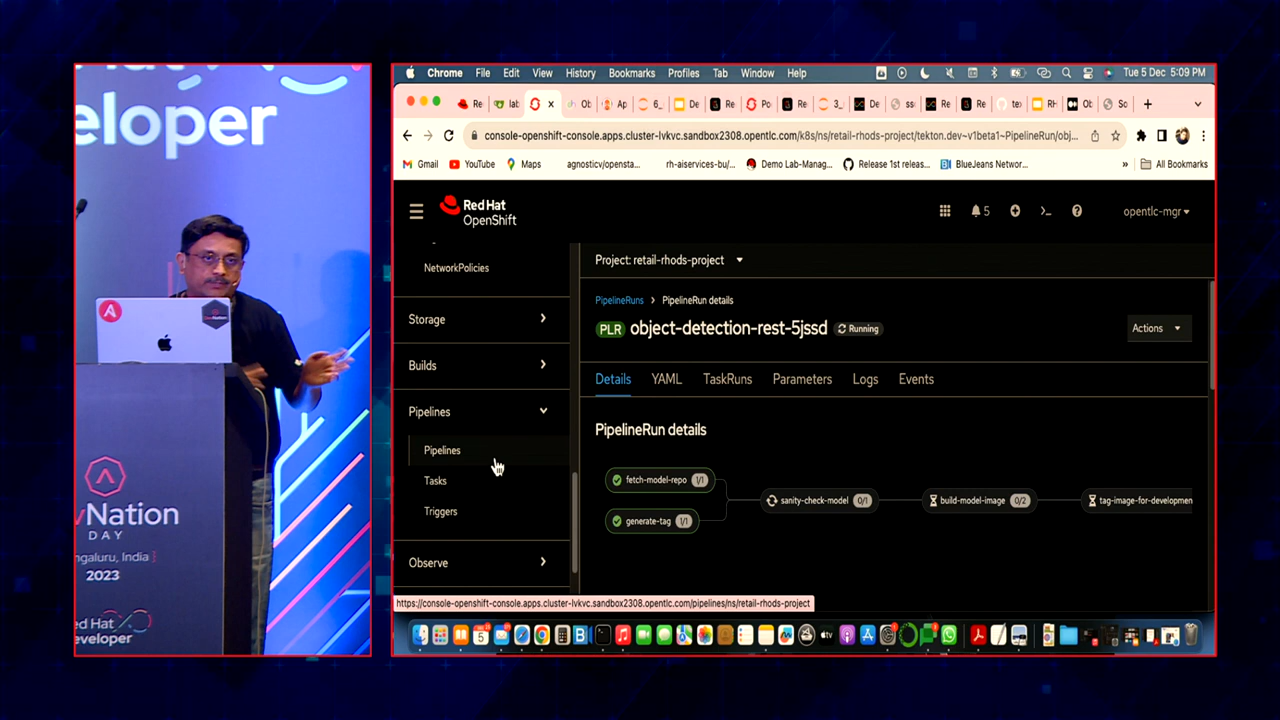 eloper
DevNation
DAY
ngaluru, India
2023
ed Hat
eveloper
Chrome File Edit View History Bookmarks Profiles Tab Window Help
Tue 5 Dec 5:09 PM
console-openshift-console.apps.cluster-lvkvc.sandbox2308.opentlc.com/k8s/ns/retail-rhods-project/tekton.dev~v1beta1~PipelineRun/obj...
Gmail YouTube Maps agnosticv/opensta... rh-aiservices-bu/... Demo Lab-Manag... Release 1st releas... BlueJeans Networ... » All Bookmarks
Red Hat
OpenShift
5
opentlc-mgr
NetworkPolicies
Storage
Builds
Pipelines
Pipelines
Tasks
Triggers
Observe
Project: retail-rhods-project
PipelineRuns > PipelineRun details
PLR object-detection-rest-5jssd Running
Actions
Details YAML TaskRuns Parameters Logs Events
PipelineRun details
fetch-model-repo 1/1
generate-tag 1/1
sanity-check-model 0/1
build-model-image 0/2
tag-image-for-developmen
https://console-openshift-console.apps.cluster-lvkvc.sandbox2308.opentlc.com/pipelines/ns/retail-rhods-project